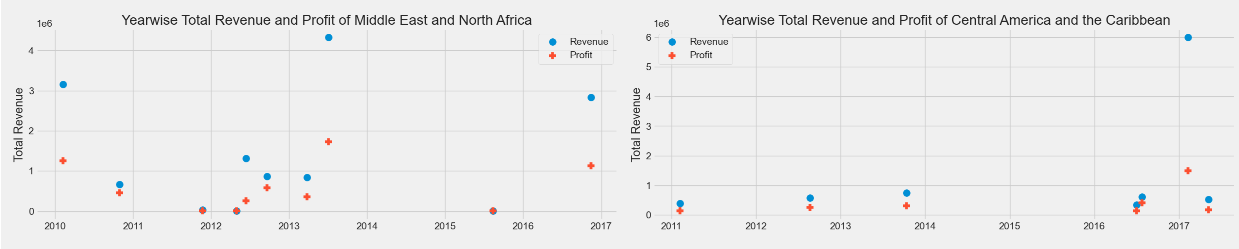 Yearwise Total Revenue and Profit of Middle East and North Africa
1e6
Revenue
Profit
Total Revenue
4
3
2
1
0
2010 2011 2012 2013 2014 2015 2016 2017
Yearwise Total Revenue and Profit of Central America and the Caribbean
1e6
Revenue
Profit
Total Revenue
6
5
4
3
2
1
0
2011 2012 2013 2014 2015 2016 2017